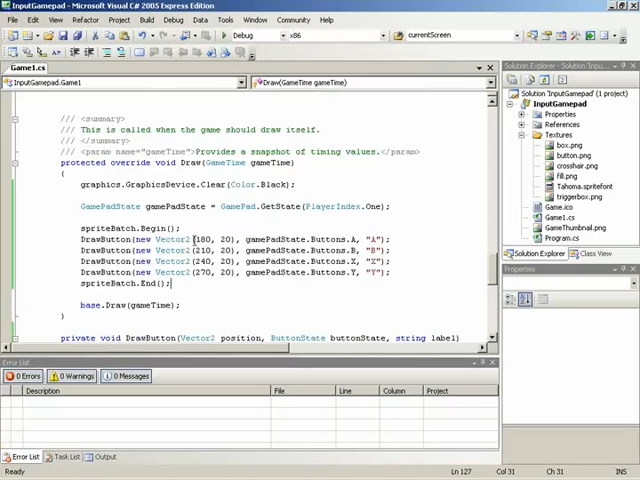 InputGamepad - Microsoft Visual C# 2005 Express Edition
File Edit View Refactor Project Build Debug Data Tools Window Community Help
Debug x86 currentScreen
Game1.cs
InputGamepad.Game1 Draw(GameTime gameTime)
/// <summary>
/// This is called when the game should draw itself.
/// </summary>
/// <param name="gameTime">Provides a snapshot of timing values.</param>
protected override void Draw(GameTime gameTime)
{
graphics.GraphicsDevice.Clear(Color.Black);
GamePadState gamePadState = GamePad.GetState(PlayerIndex.One);
spriteBatch.Begin();
DrawButton(new Vector2(180, 20), gamePadState.Buttons.A, "A");
DrawButton(new Vector2(210, 20), gamePadState.Buttons.B, "B");
DrawButton(new Vector2(240, 20), gamePadState.Buttons.X, "X");
DrawButton(new Vector2(270, 20), gamePadState.Buttons.Y, "Y");
spriteBatch.End();
base.Draw(gameTime);
}
private void DrawButton(Vector2 position, ButtonState buttonState, string label)
Error List
0 Errors 0 Warnings 0 Messages
Description File Line Column Project
Error List Task List Output
Solution Explorer - Solution 'Inpu...
Solution 'InputGamepad' (1 project)
InputGamepad
Properties
References
Textures
box.png
button.png
crosshair.png
fill.png
Tahoma.spritefont
triggerbox.png
Game.ico
Game1.cs
GameThumbnail.png
Program.cs
Solution Explorer Class View
Properties
Ready Ln 127 Col 31 Ch 31